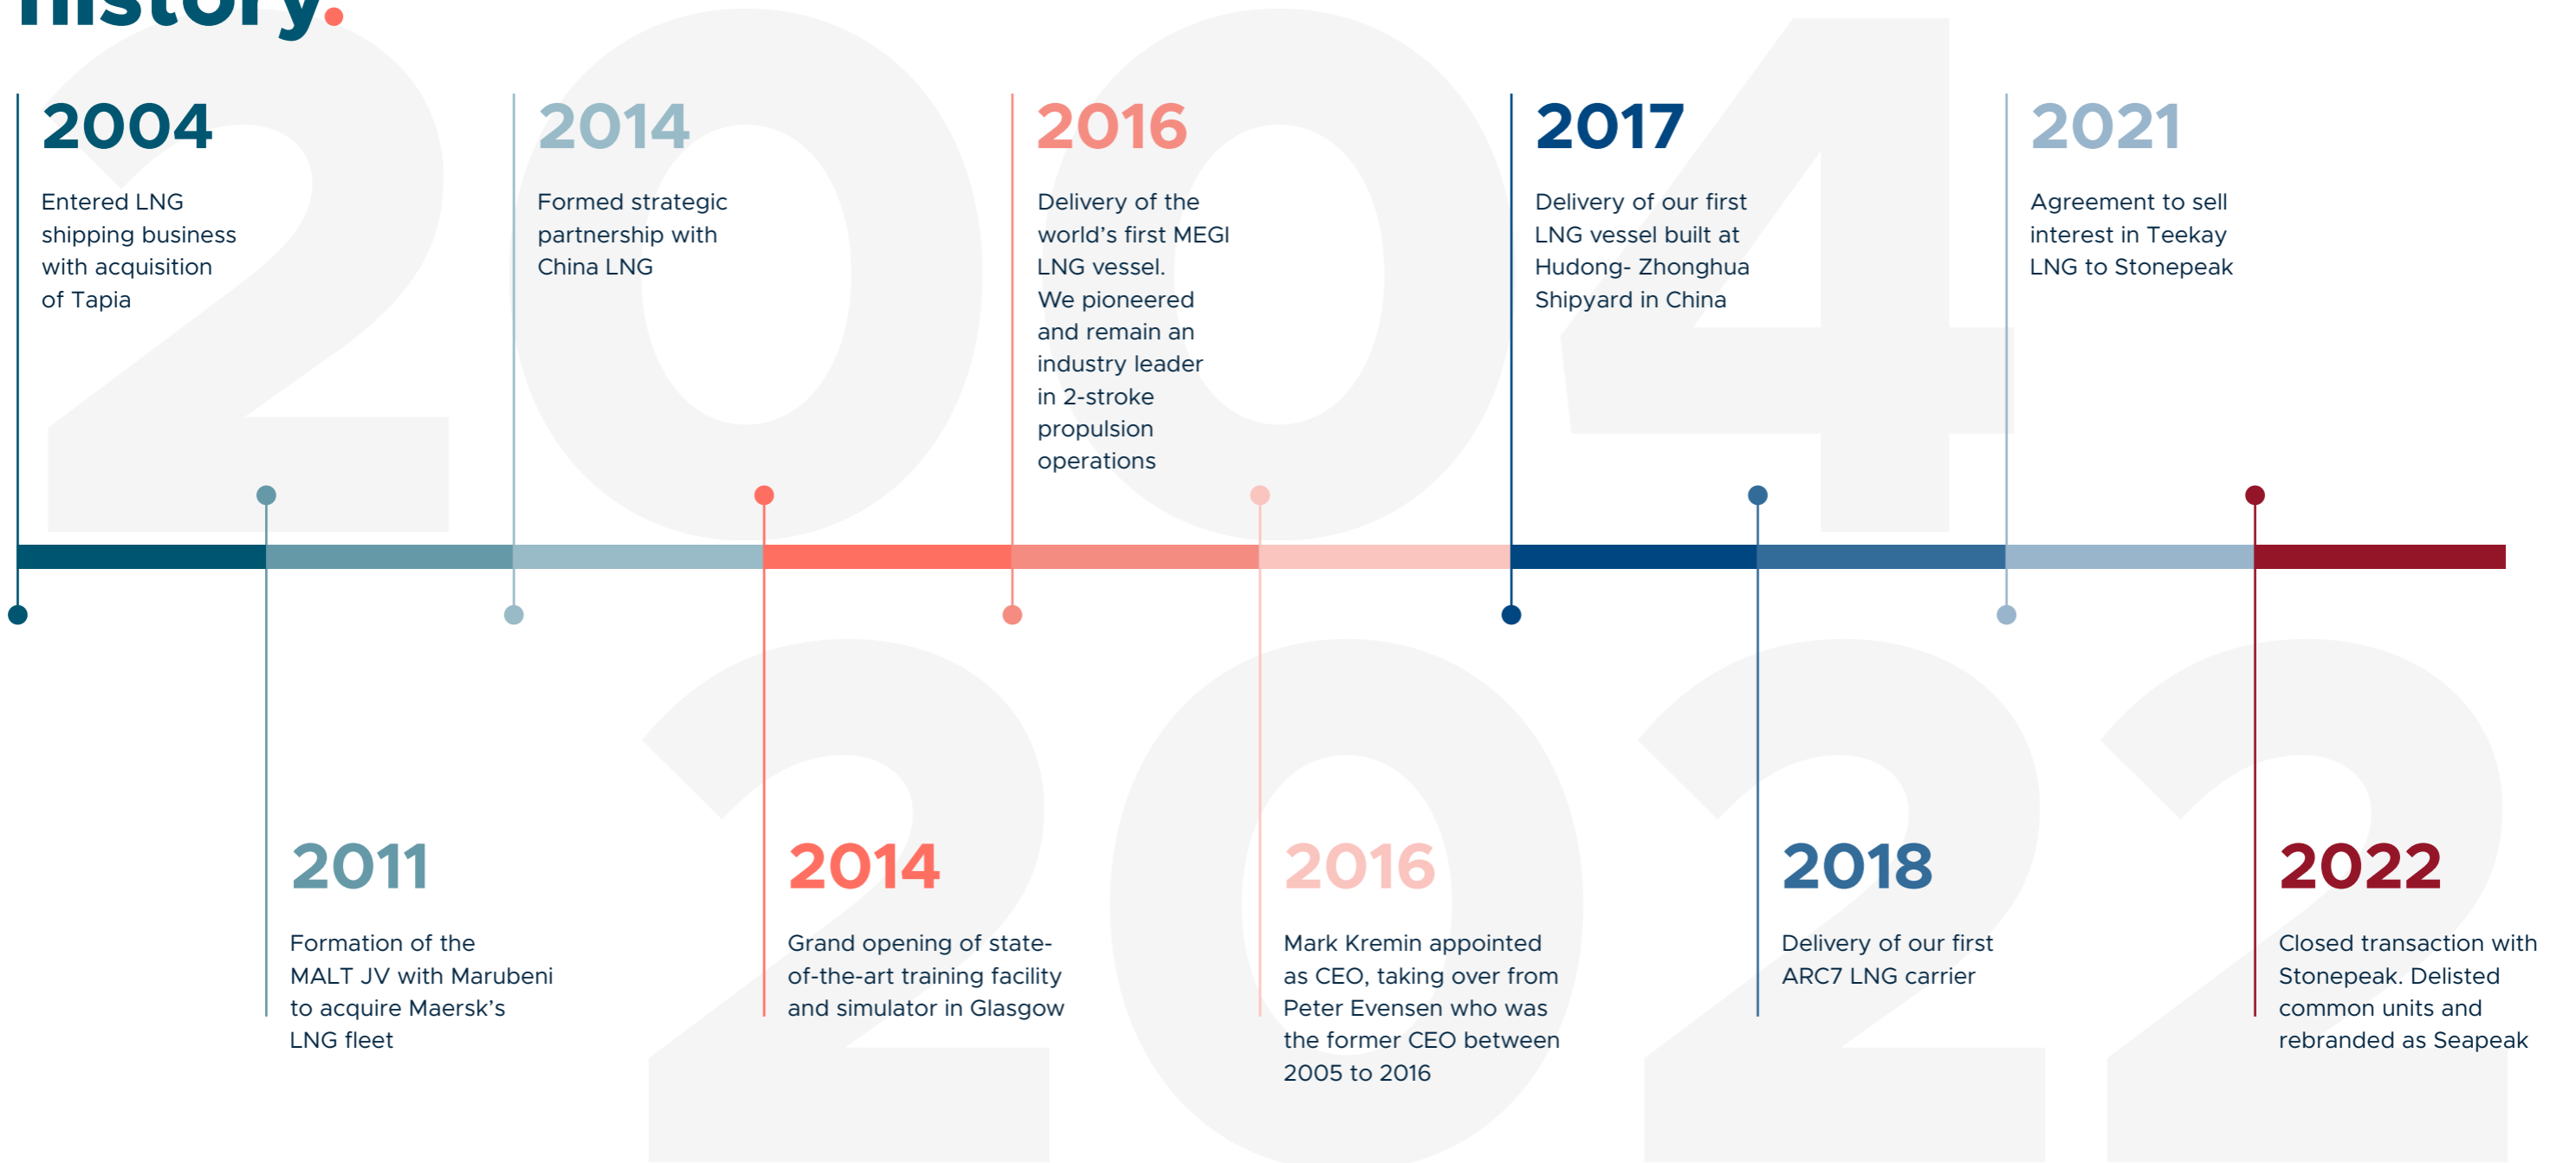 history.
2004
Entered LNG
shipping business
with acquisition
of Tapia
2014
Formed strategic
partnership with
China LNG
2016
Delivery of the
world’s first MEGI
LNG vessel.
We pioneered
and remain an
industry leader
in 2-stroke
propulsion
operations
2017
Delivery of our first
LNG vessel built at
Hudong- Zhonghua
Shipyard in China
2021
Agreement to sell
interest in Teekay
LNG to Stonepeak
2004
2011
Formation of the
MALT JV with Marubeni
to acquire Maersk’s
LNG fleet
2014
Grand opening of state-
of-the-art training facility
and simulator in Glasgow
2016
Mark Kremin appointed
as CEO, taking over from
Peter Evensen who was
the former CEO between
2005 to 2016
2018
Delivery of our first
ARC7 LNG carrier
2022
Closed transaction with
Stonepeak. Delisted
common units and
rebranded as Seapeak
2022